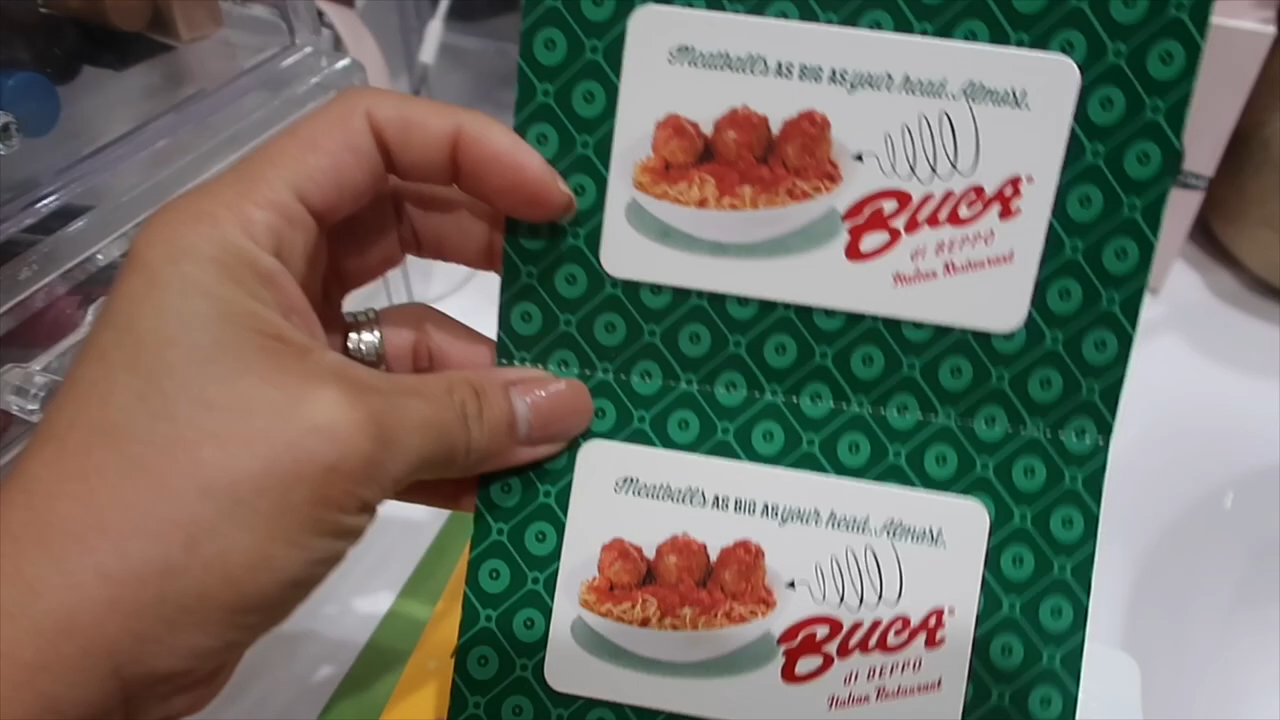 Meatballs AS BIG AS your head. Almost.
BUCA
di BEPPO
Italian Restaurant
Meatballs AS BIG AS your head. Almost.
BUCA
di BEPPO
Italian Restaurant